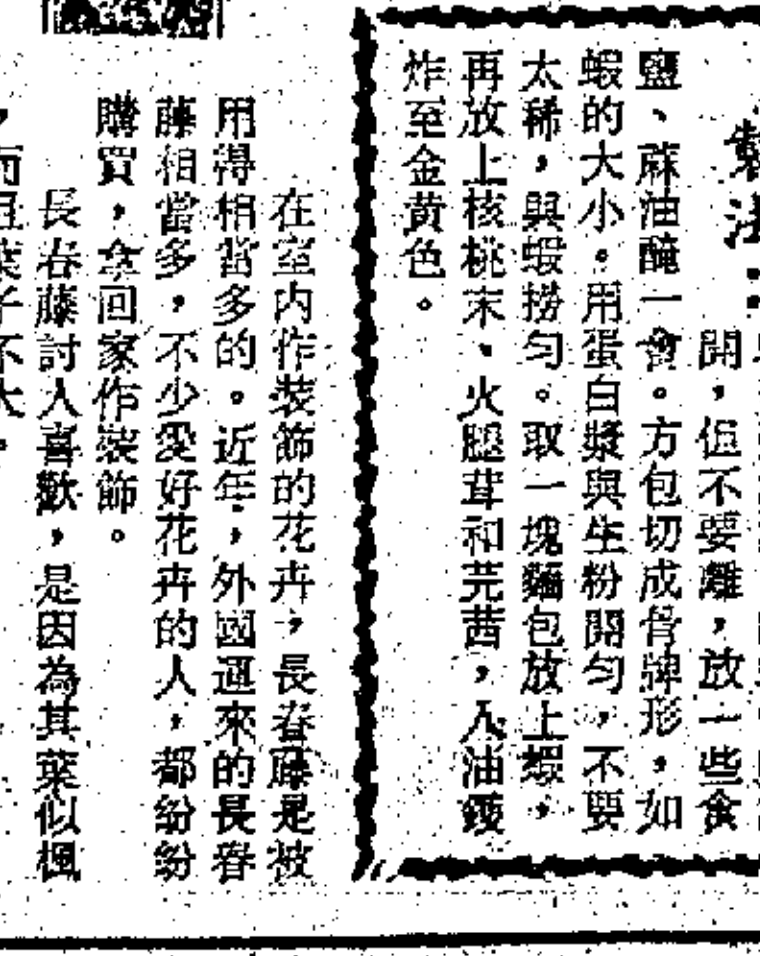 製法：
開，但不要離，放一些食
鹽、蔴油醃一會。方包切成骨牌形，如
蝦的大小。用蛋白漿與生粉開勻，不要
太稀，與蝦撈勻。取一塊麵包放上蝦，
再放上核桃末、火腿茸和芫茜，入油鑊
炸至金黄色。
在室内作裝飾的花卉，長春藤是被
用得相當多的。近年，外國運來的長春
藤相當多，不少愛好花卉的人，都紛紛
購買，拿回家作裝飾。
長春藤討人喜歡，是因為其葉似楓
，而且葉子不大，